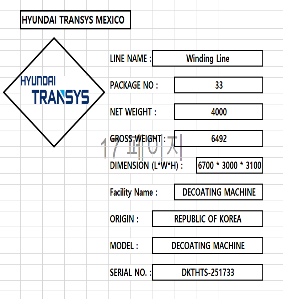 HYUNDAI TRANSYS MEXICO
HYUNDAI
TRANSYS
LINE NAME : Winding Line
PACKAGE NO : 33
NET WEIGHT : 4000
GROSS WEIGHT : 6492
17 페이지
DIMENSION (L*W*H) : 6700 * 3000 * 3100
Facility Name : DECOATING MACHINE
ORIGIN : REPUBLIC OF KOREA
MODEL : DECOATING MACHINE
SERIAL NO. : DKTHTS-251733